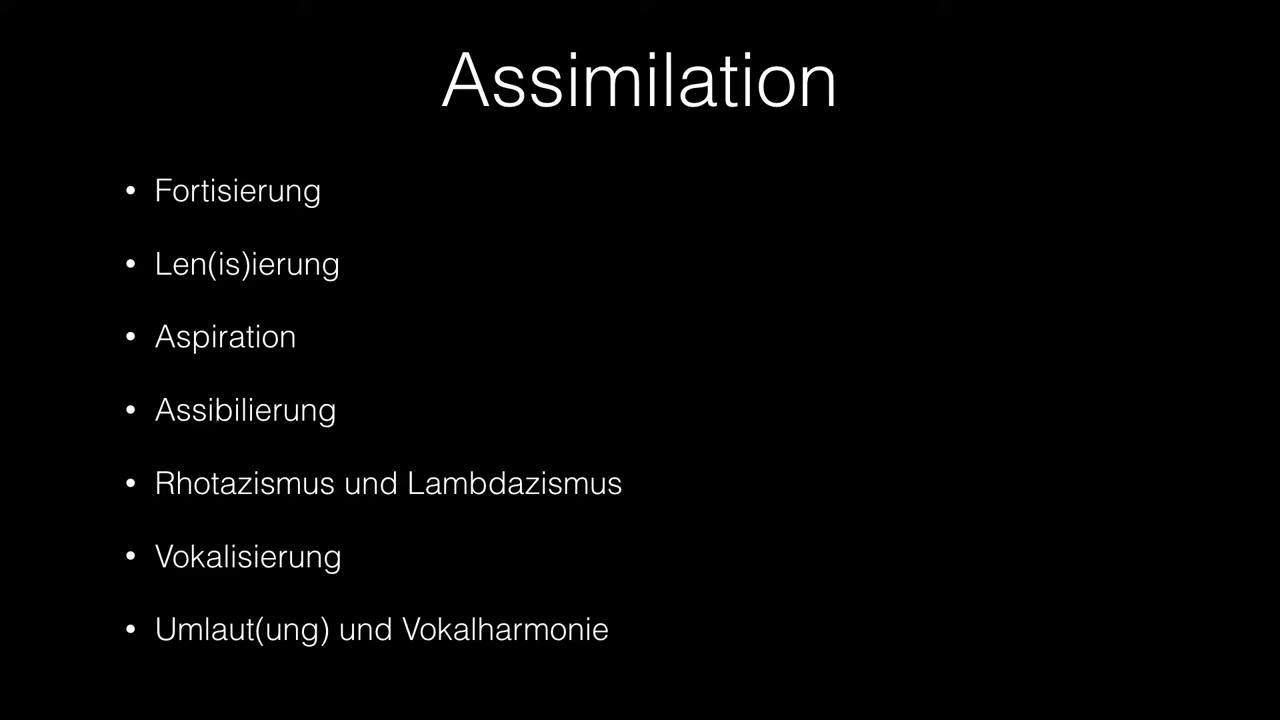 Assimilation
• Fortisierung
• Len(is)ierung
• Aspiration
• Assibilierung
• Rhotazismus und Lambdazismus
• Vokalisierung
• Umlaut(ung) und Vokalharmonie